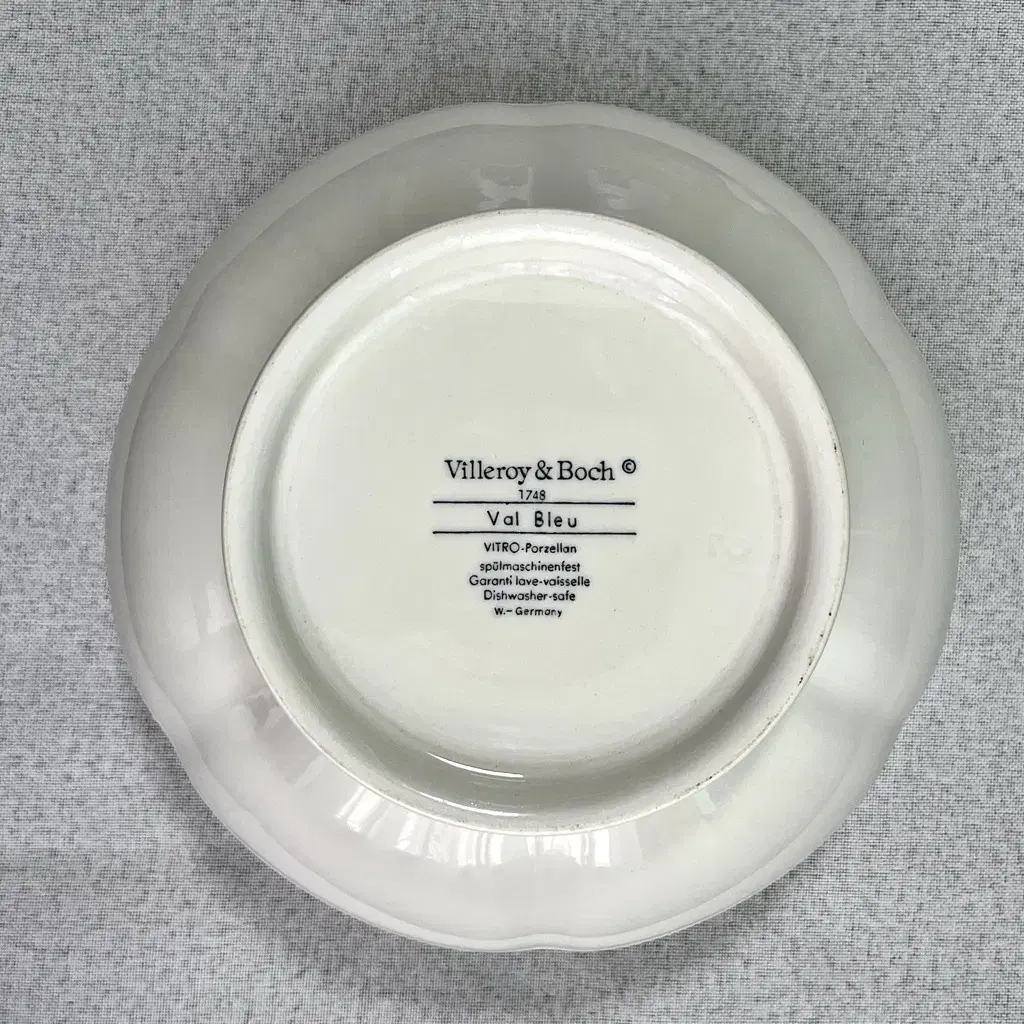 Villeroy & Boch ©
1748
Val Bleu
VITRO-Porzellan
spülmaschinenfest
Garanti lave-vaisselle
Dishwasher-safe
W.- Germany